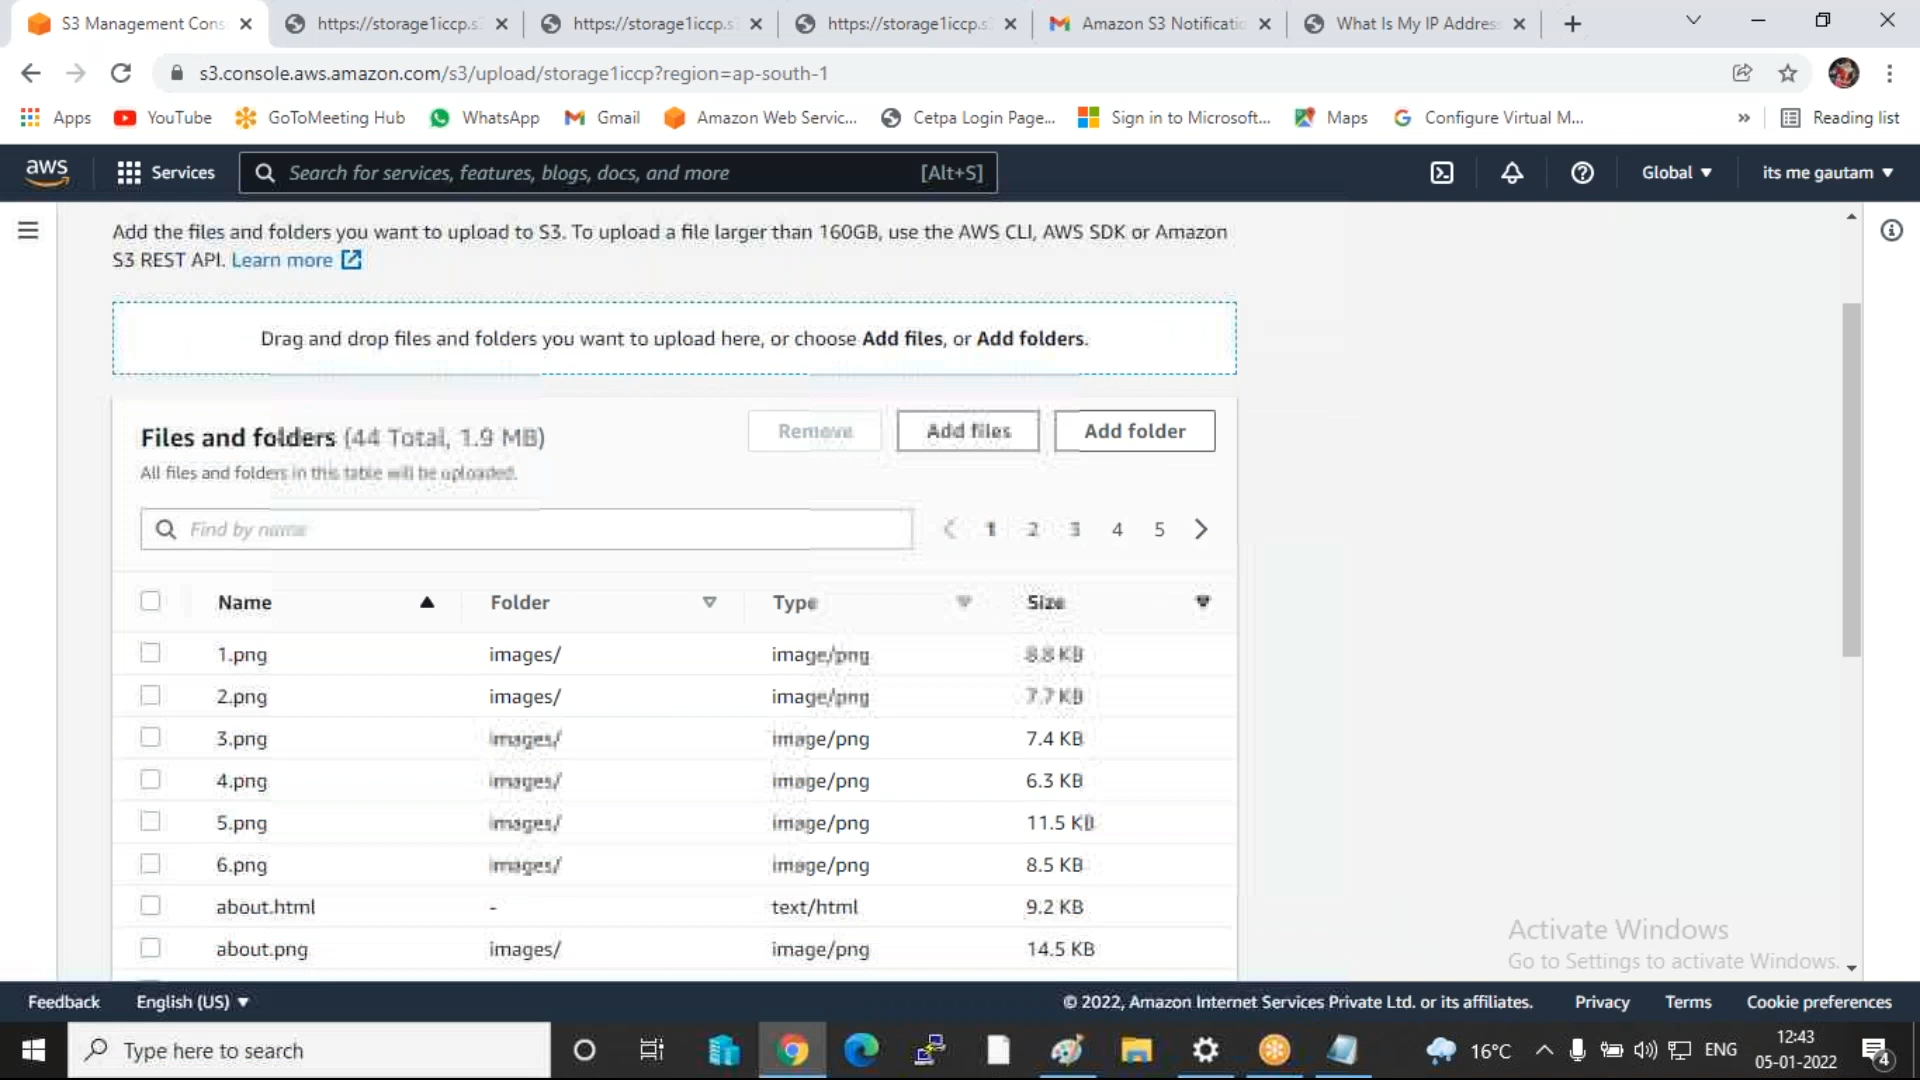 S3 Management Cons
https://storage1iccp.s
https://storage1iccp.s
https://storage1iccp.s
Amazon S3 Notificatio
What Is My IP Address
s3.console.aws.amazon.com/s3/upload/storage1iccp?region=ap-south-1
Apps
YouTube
GoToMeeting Hub
WhatsApp
Gmail
Amazon Web Servic...
Cetpa Login Page...
Sign in to Microsoft...
Maps
Configure Virtual M...
»
Reading list
aws
Services
Search for services, features, blogs, docs, and more
[Alt+S]
Global
its me gautam
Add the files and folders you want to upload to S3. To upload a file larger than 160GB, use the AWS CLI, AWS SDK or Amazon
S3 REST API. Learn more
Drag and drop files and folders you want to upload here, or choose Add files, or Add folders.
Files and folders (44 Total, 1.9 MB)
Remove
Add files
Add folder
All files and folders in this table will be uploaded.
Find by name
1 2 3 4 5
Name Folder Type Size
1.png images/ image/png 8.8 KB
2.png images/ image/png 7.7 KB
3.png images/ image/png 7.4 KB
4.png images/ image/png 6.3 KB
5.png images/ image/png 11.5 KB
6.png images/ image/png 8.5 KB
about.html - text/html 9.2 KB
about.png images/ image/png 14.5 KB
Activate Windows
Go to Settings to activate Windows.
Feedback
English (US)
© 2022, Amazon Internet Services Private Ltd. or its affiliates.
Privacy
Terms
Cookie preferences
Type here to search
16°C
ENG
12:43
05-01-2022
4